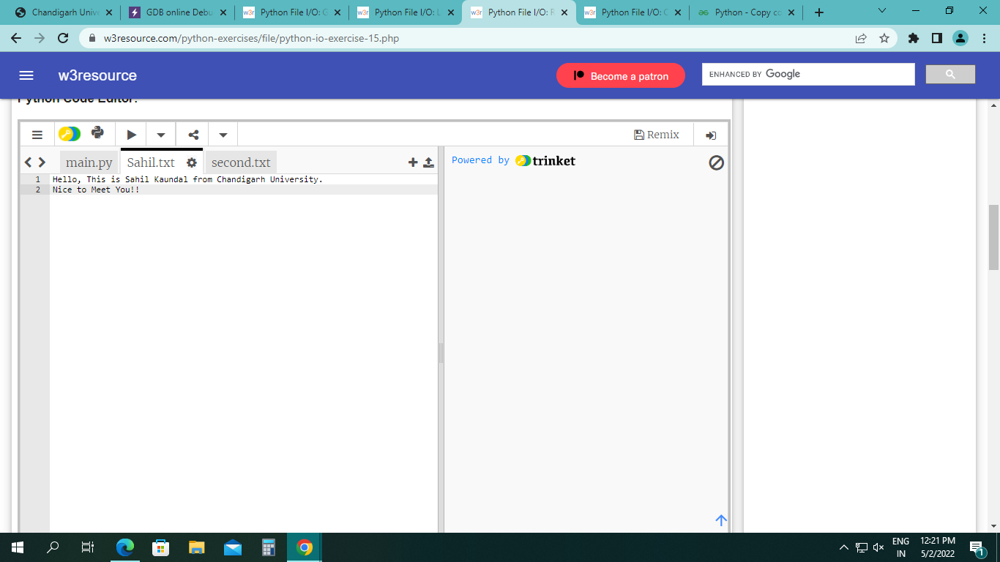 Chandigarh Unive
GDB online Debu
Python File I/O: G
Python File I/O: L
Python File I/O: R
Python File I/O: C
Python - Copy co
w3resource.com/python-exercises/file/python-io-exercise-15.php
w3resource
Become a patron
ENHANCED BY Google
Python Code Editor:
Remix
main.py
Sahil.txt
second.txt
Powered by trinket
1 Hello, This is Sahil Kaundal from Chandigarh University.
2 Nice to Meet You!!
ENG
IN
12:21 PM
5/2/2022
1